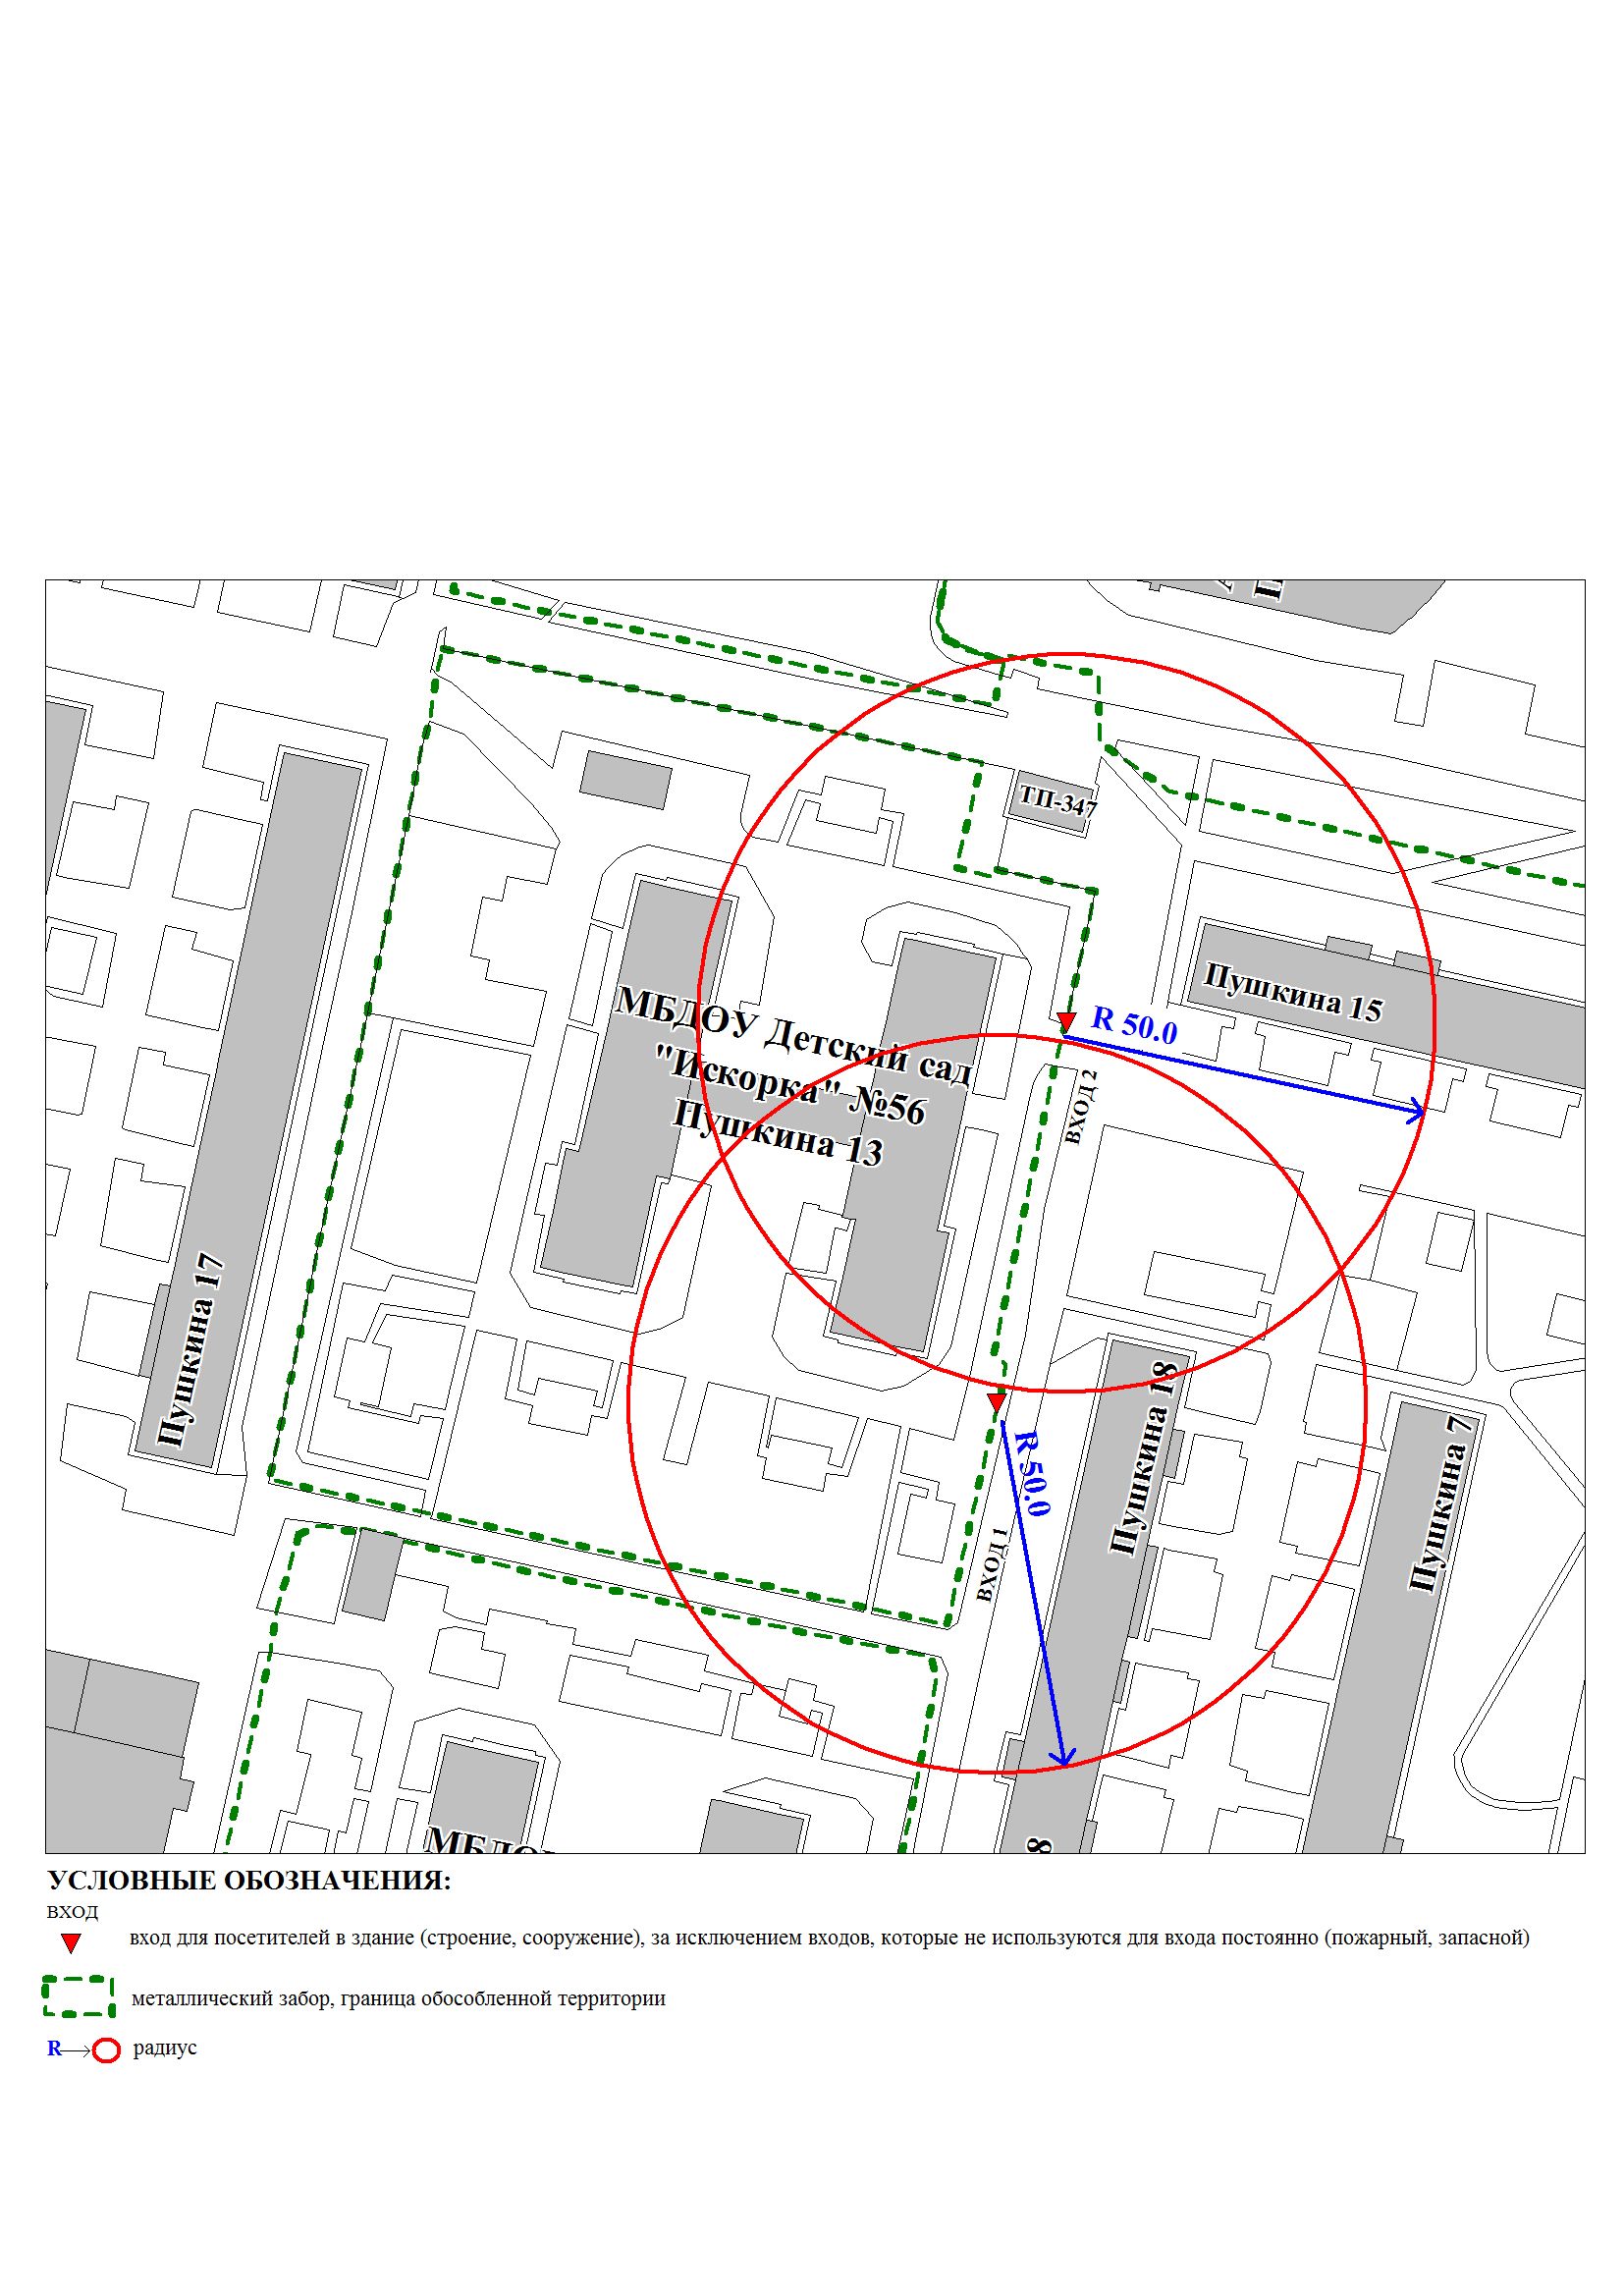 ТП-347
Пушкина 15
R 50.0
МБДОУ Детский сад
"Искорка" №56
Пушкина 13
ВХОД 2
Пушкина 17
Пушкина 18
Пушкина 7
R 50.0
ВХОД 1
8
УСЛОВНЫЕ ОБОЗНАЧЕНИЯ:
ВХОД
вход для посетителей в здание (строение, сооружение), за исключением входов, которые не используются для входа постоянно (пожарный, запасной)
металлический забор, граница обособленной территории
R
радиус